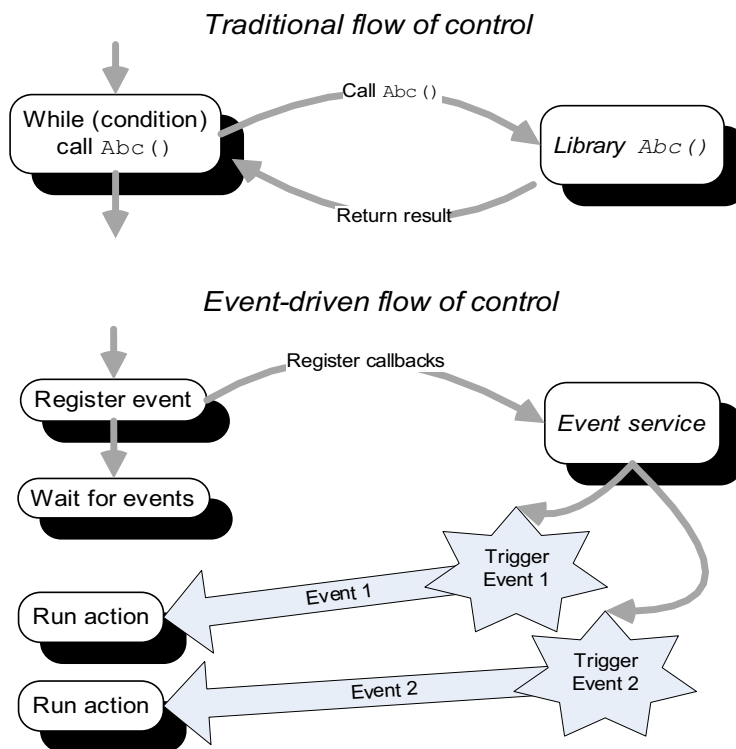 Traditional flow of control
Call Abc()
While (condition)
call Abc()
Library Abc()
Return result
Event-driven flow of control
Register callbacks
Register event
Event service
Wait for events
Trigger
Event 1
Event 1
Run action
Trigger
Event 2
Event 2
Run action